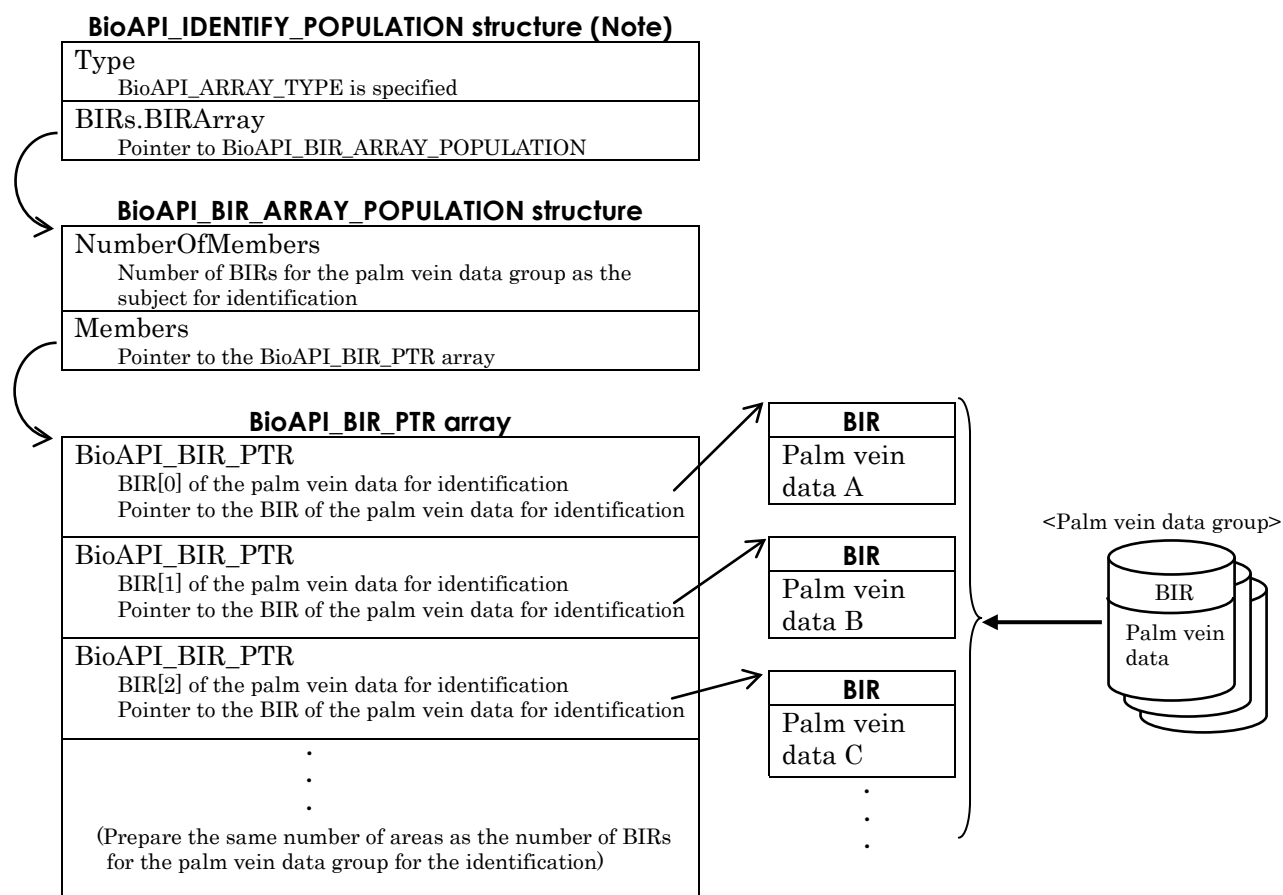 BioAPI_IDENTIFY_POPULATION structure (Note)
Type
BioAPI_ARRAY_TYPE is specified
BIRs.BIRArray
Pointer to BioAPI_BIR_ARRAY_POPULATION
BioAPI_BIR_ARRAY_POPULATION structure
NumberOfMembers
Number of BIRs for the palm vein data group as the
subject for identification
Members
Pointer to the BioAPI_BIR_PTR array
BioAPI_BIR_PTR array
BioAPI_BIR_PTR
BIR[0] of the palm vein data for identification
Pointer to the BIR of the palm vein data for identification
BioAPI_BIR_PTR
BIR[1] of the palm vein data for identification
Pointer to the BIR of the palm vein data for identification
BioAPI_BIR_PTR
BIR[2] of the palm vein data for identification
Pointer to the BIR of the palm vein data for identification
.
.
.
(Prepare the same number of areas as the number of BIRs
for the palm vein data group for the identification)
BIR
Palm vein
data A
BIR
Palm vein
data B
BIR
Palm vein
data C
.
.
.
<Palm vein data group>
BIR
Palm vein
data